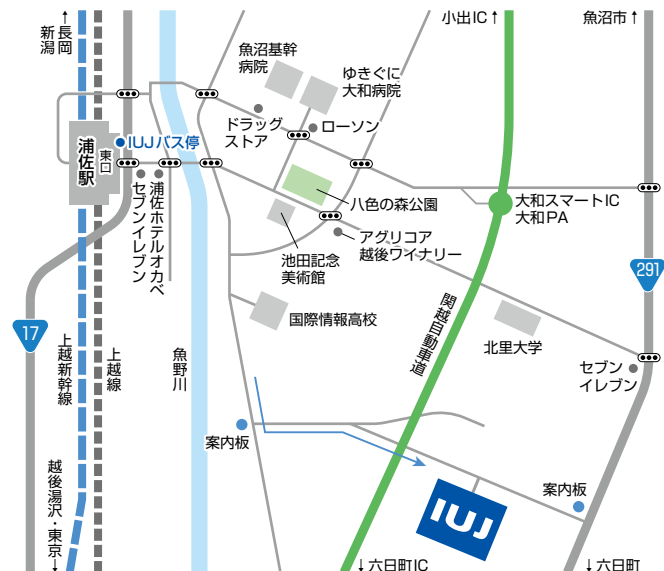 ↑長岡
新潟
小出IC↑
魚沼市↑
魚沼基幹
病院
ゆきぐに
大和病院
ドラッグ
ストア
ローソン
IUJバス停
浦佐駅
東口
浦佐ホテルオカベ
セブンイレブン
八色の森公園
大和スマートIC
大和PA
アグリコア
越後ワイナリー
池田記念
美術館
291
17
国際情報高校
関越自動車道
北里大学
セブン
イレブン
上越新幹線
上越線
魚野川
案内板
越後湯沢・東京↓
IUJ
案内板
↓六日町IC
↓六日町